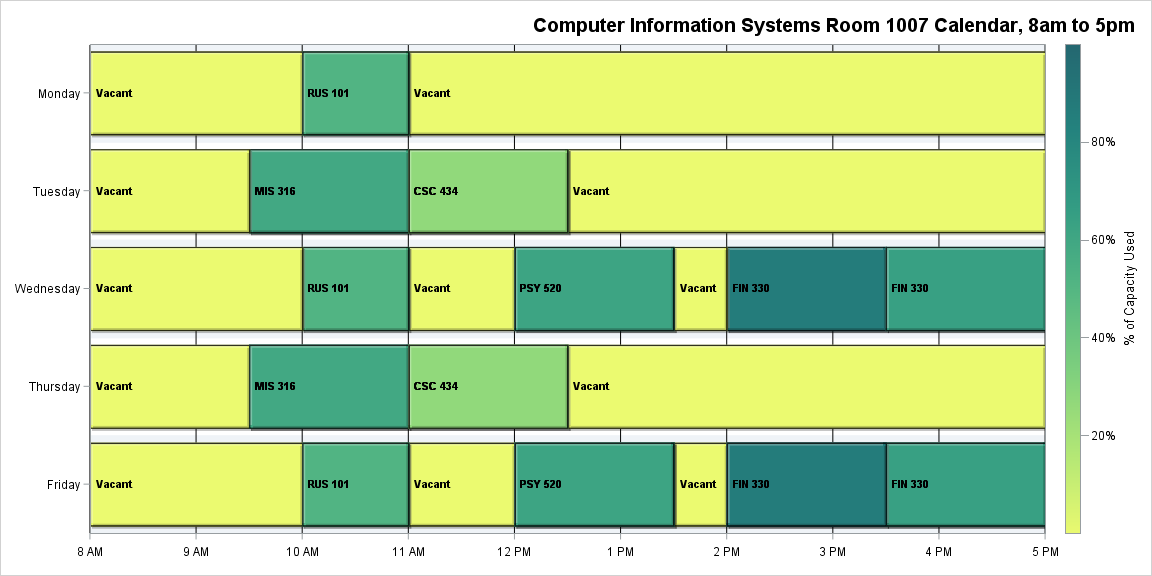 Computer Information Systems Room 1007 Calendar, 8am to 5pm
Monday
Vacant
RUS 101
Vacant
Tuesday
Vacant
MIS 316
CSC 434
Vacant
Wednesday
Vacant
RUS 101
Vacant
PSY 520
Vacant
FIN 330
FIN 330
Thursday
Vacant
MIS 316
CSC 434
Vacant
Friday
Vacant
RUS 101
Vacant
PSY 520
Vacant
FIN 330
FIN 330
8 AM
9 AM
10 AM
11 AM
12 PM
1 PM
2 PM
3 PM
4 PM
5 PM
80%
60%
40%
20%
% of Capacity Used